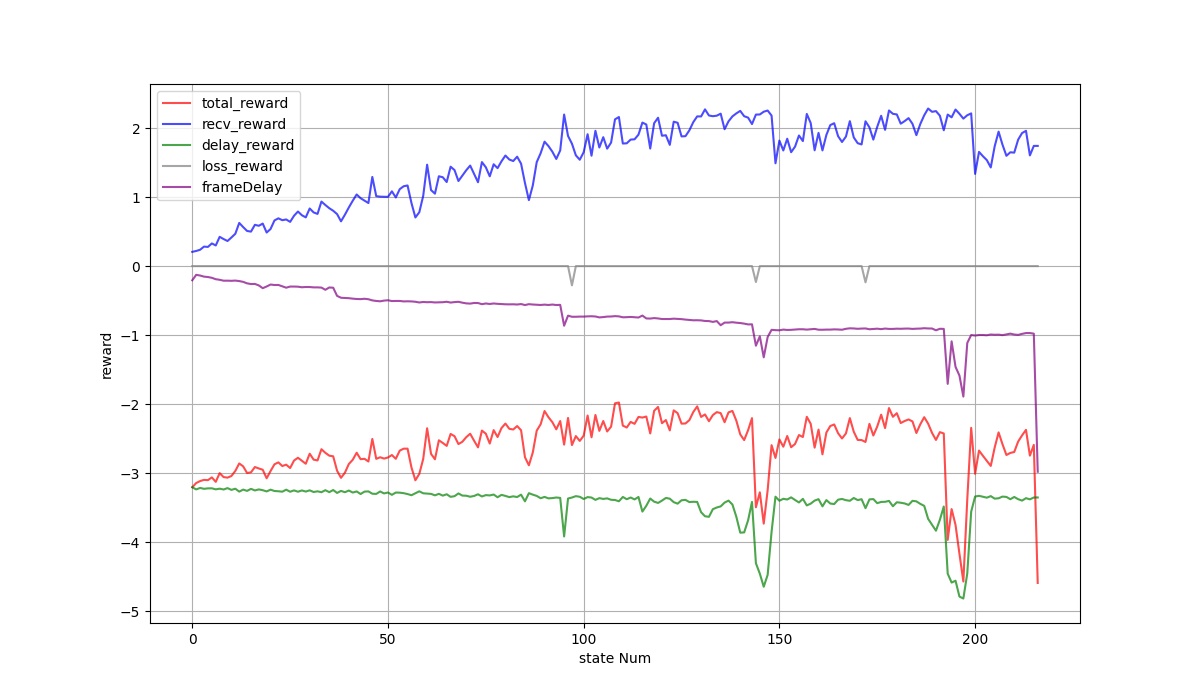 total_reward
recv_reward
delay_reward
loss_reward
frameDelay
2
1
0
−1
−2
−3
−4
−5
reward
0 50 100 150 200
state Num